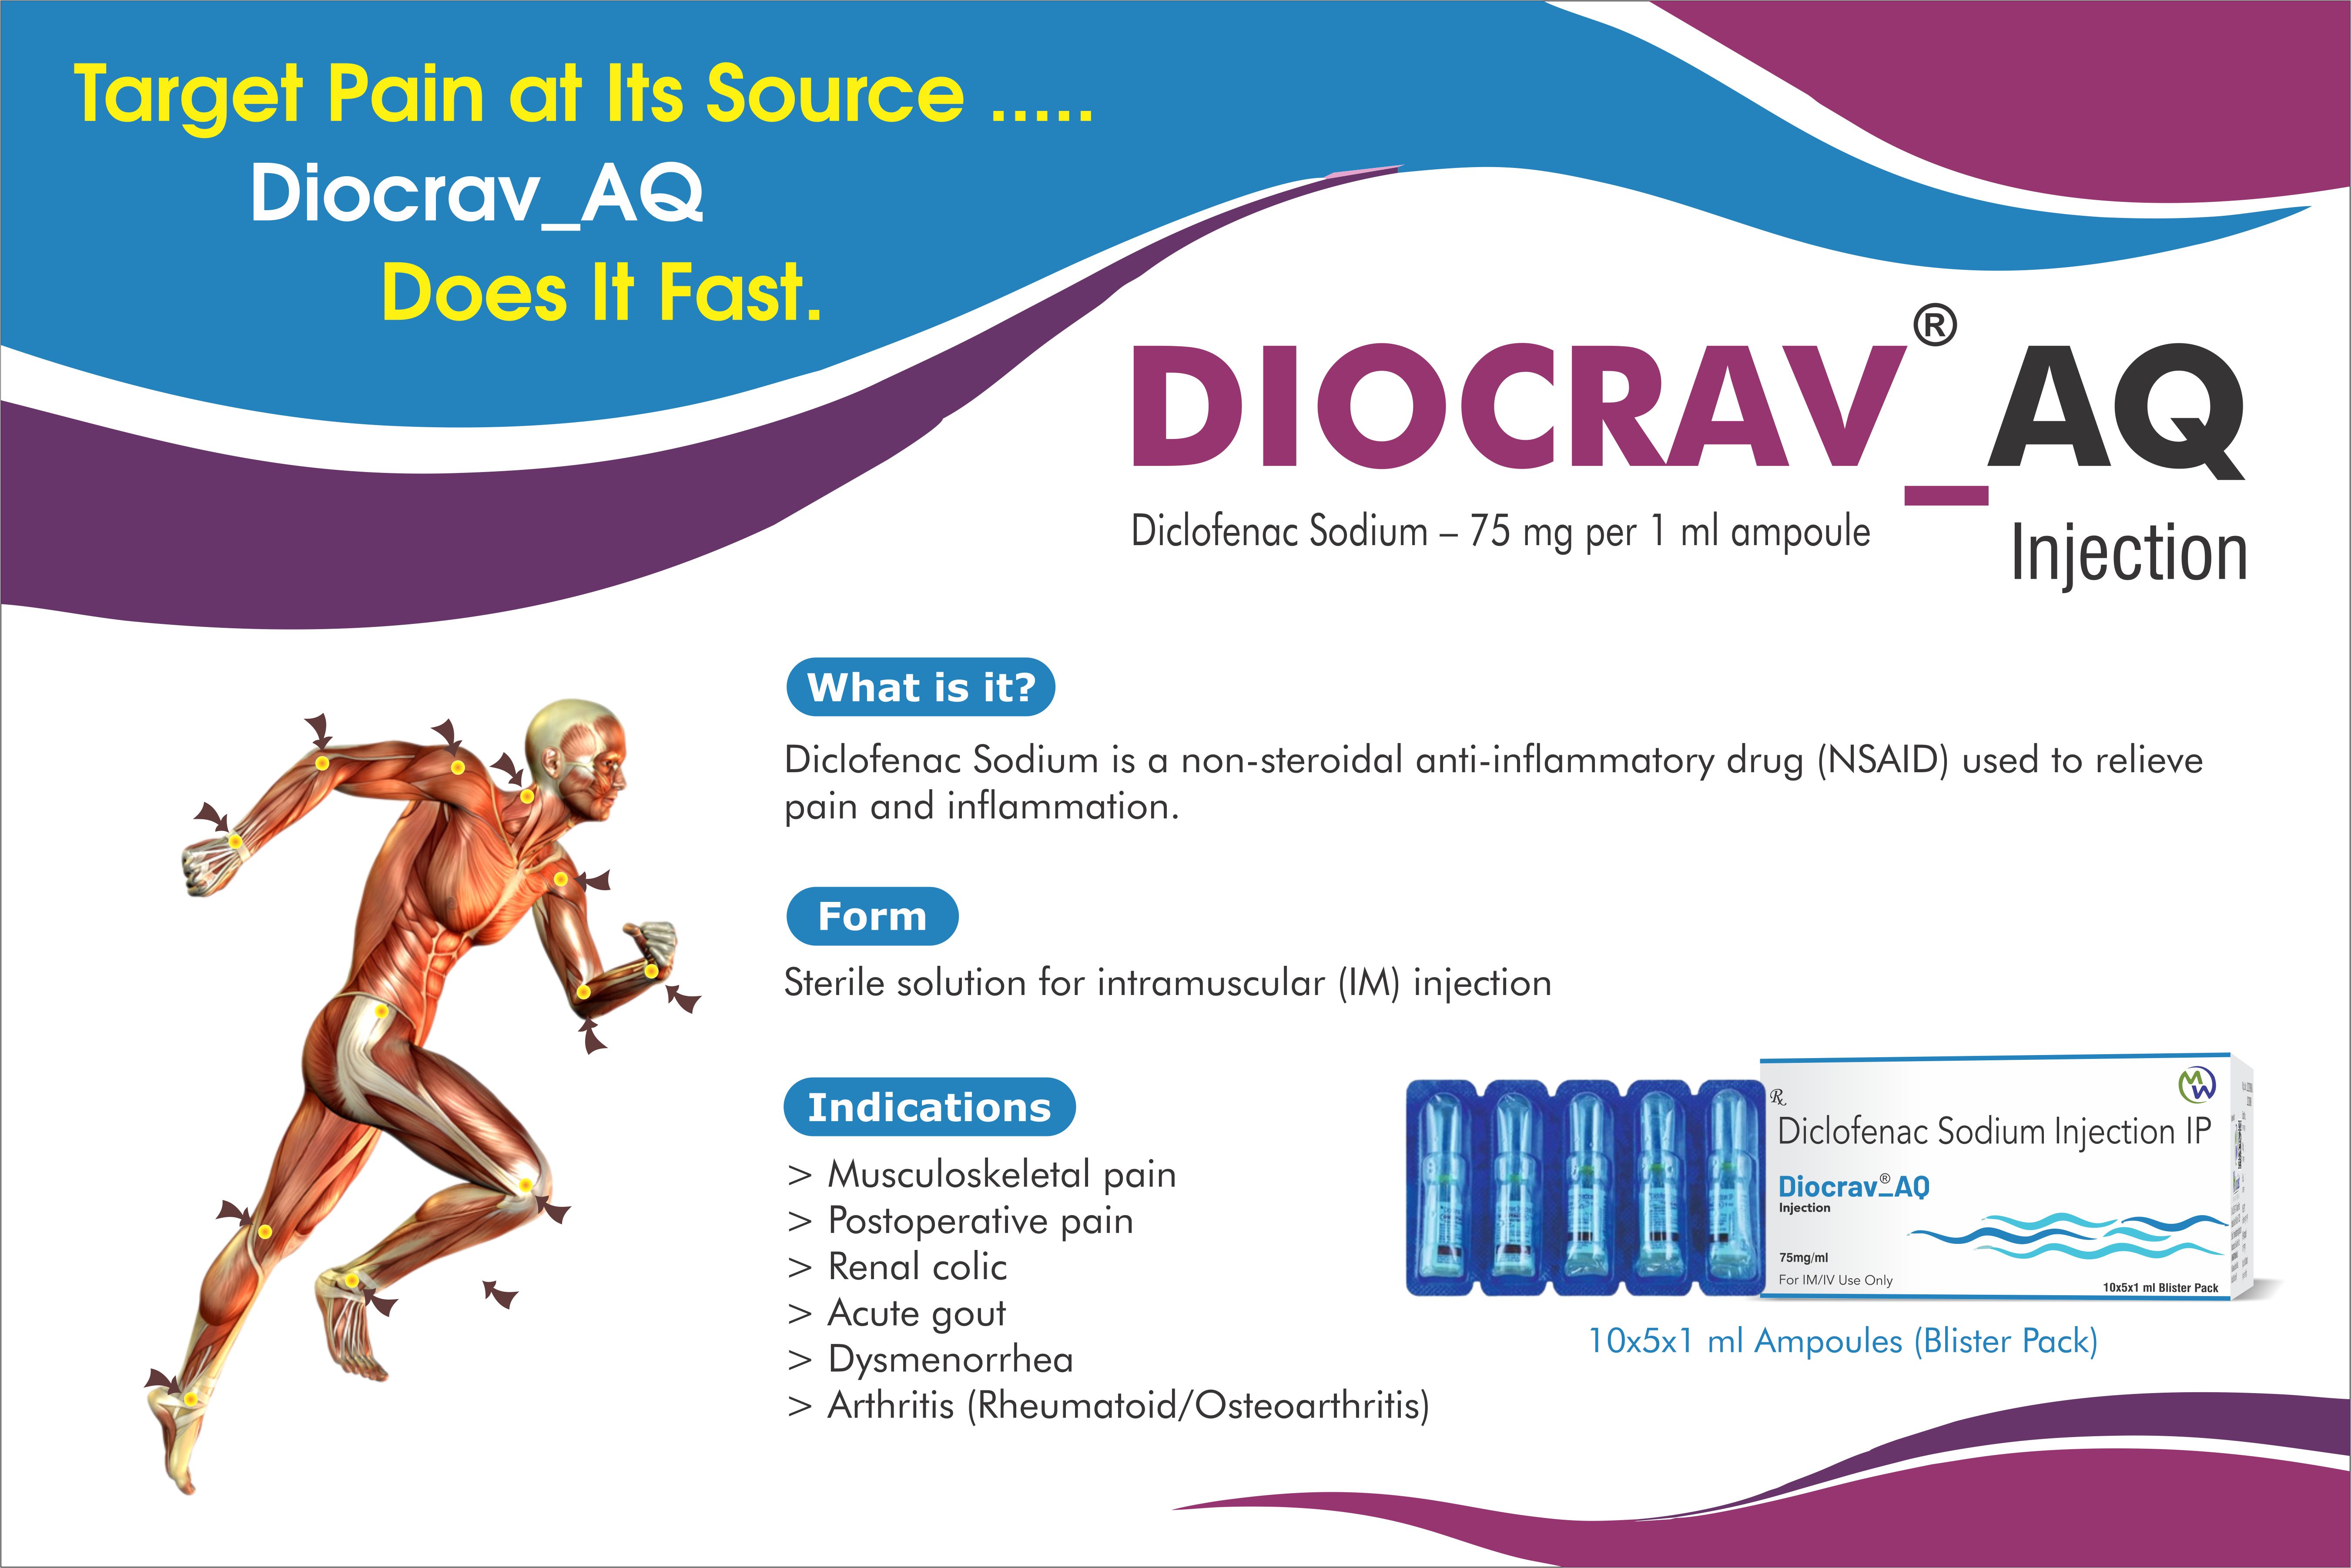 Target Pain at Its Source .....
Diocrav_AQ
Does It Fast.
DIOCRAV®_AQ
Diclofenac Sodium – 75 mg per 1 ml ampoule
Injection
What is it?
Diclofenac Sodium is a non-steroidal anti-inflammatory drug (NSAID) used to relieve
pain and inflammation.
Form
Sterile solution for intramuscular (IM) injection
Indications
> Musculoskeletal pain
> Postoperative pain
> Renal colic
> Acute gout
> Dysmenorrhea
> Arthritis (Rheumatoid/Osteoarthritis)
MW
℞
Diclofenac Sodium Injection IP
Diocrav®_AQ
Injection
75mg/ml
For IM/IV Use Only
10x5x1 ml Blister Pack
10x5x1 ml Ampoules (Blister Pack)